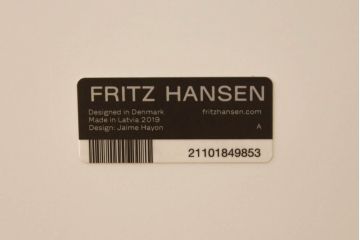 FRITZ HANSEN
Designed in Denmark fritzhansen.com
Made in Latvia 2019
Design: Jaime Hayon A
21101849853